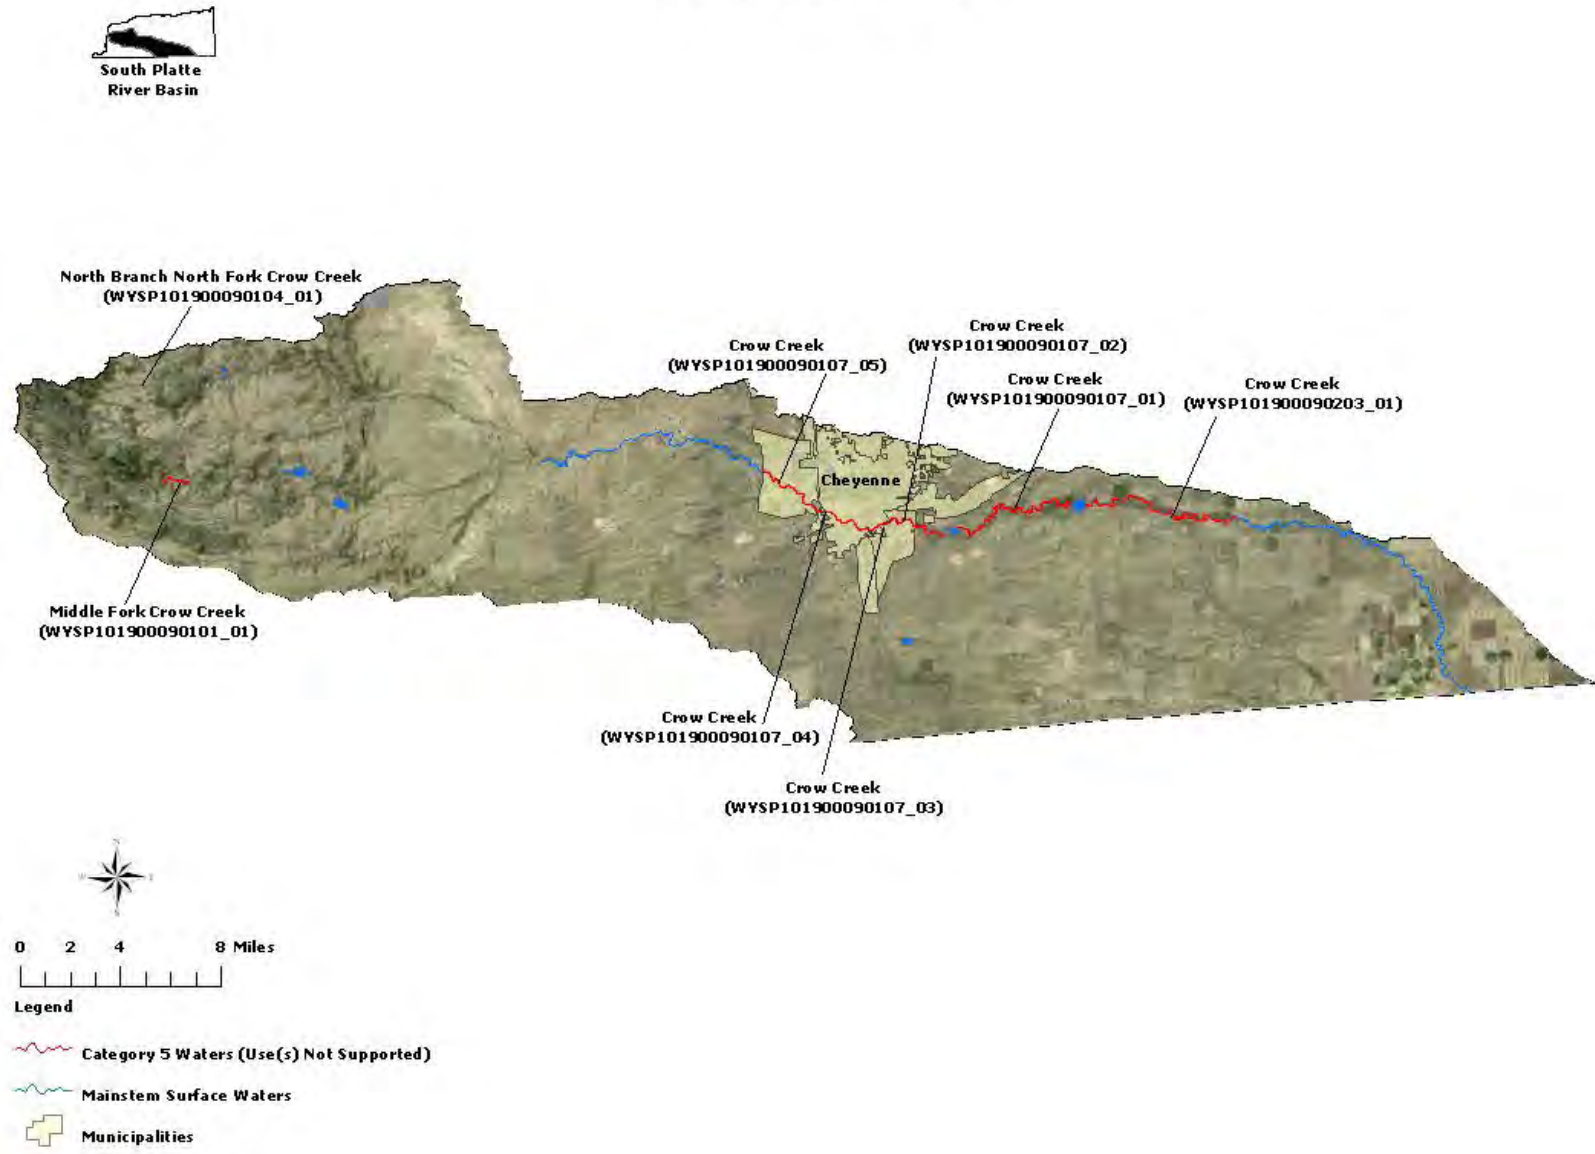 South Platte
River Basin
North Branch North Fork Crow Creek
(WYSP101900090104_01)
Crow Creek
(WYSP101900090107_02)
Crow Creek
(WYSP101900090107_05)
Crow Creek
(WYSP101900090107_01)
Crow Creek
(WYSP101900090203_01)
Cheyenne
Middle Fork Crow Creek
(WYSP101900090101_01)
Crow Creek
(WYSP101900090107_04)
Crow Creek
(WYSP101900090107_03)
N
W E
S
0 2 4 8 Miles
Legend
Category 5 Waters (Use(s) Not Supported)
Mainstem Surface Waters
Municipalities